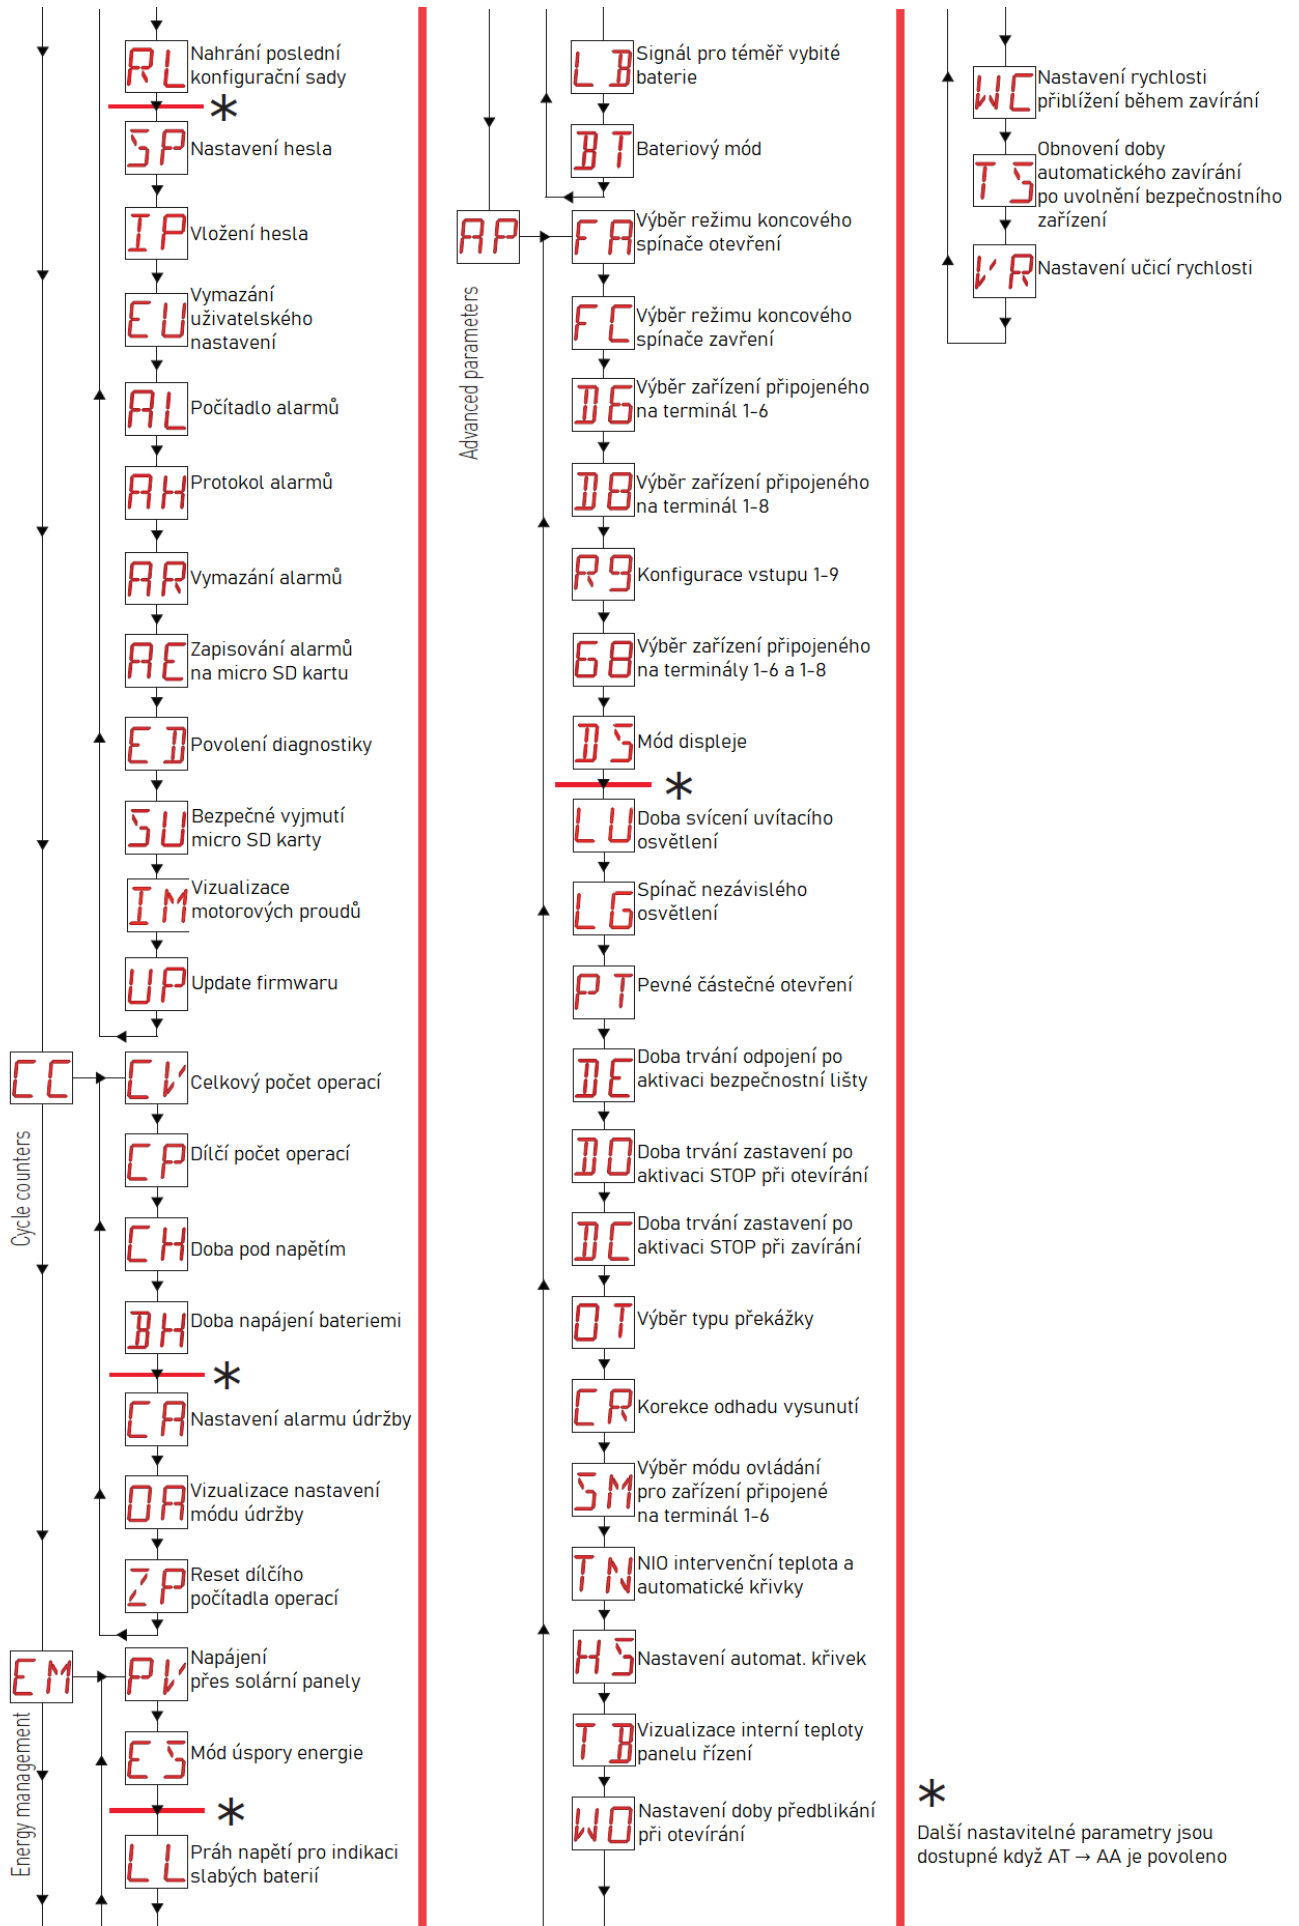 RL
Nahrání poslední
konfigurační sady
*
SP
Nastavení hesla
IP
Vložení hesla
EU
Vymazání
uživatelského
nastavení
AL
Počítadlo alarmů
AH
Protokol alarmů
AR
Vymazání alarmů
AE
Zapisování alarmů
na micro SD kartu
ED
Povolení diagnostiky
SU
Bezpečné vyjmutí
micro SD karty
IM
Vizualizace
motorových proudů
UP
Update firmwaru
CC
Cycle counters
CV
Celkový počet operací
CP
Dílčí počet operací
CH
Doba pod napětím
BH
Doba napájení bateriemi
*
CA
Nastavení alarmu údržby
OA
Vizualizace nastavení
módu údržby
ZP
Reset dílčího
počítadla operací
EM
Energy management
PV
Napájení
přes solární panely
ES
Mód úspory energie
*
LL
Práh napětí pro indikaci
slabých baterií
LB
Signál pro téměř vybité
baterie
BT
Bateriový mód
AP
Advanced parameters
FA
Výběr režimu koncového
spínače otevření
FC
Výběr režimu koncového
spínače zavření
D6
Výběr zařízení připojeného
na terminál 1-6
D8
Výběr zařízení připojeného
na terminál 1-8
R9
Konfigurace vstupu 1-9
68
Výběr zařízení připojeného
na terminály 1-6 a 1-8
DS
Mód displeje
*
LU
Doba svícení uvítacího
osvětlení
LG
Spínač nezávislého
osvětlení
PT
Pevné částečné otevření
DE
Doba trvání odpojení po
aktivaci bezpečnostní lišty
DO
Doba trvání zastavení po
aktivaci STOP při otevírání
DC
Doba trvání zastavení po
aktivaci STOP při zavírání
OT
Výběr typu překážky
CR
Korekce odhadu vysunutí
SM
Výběr módu ovládání
pro zařízení připojené
na terminál 1-6
TN
NIO intervenční teplota a
automatické křivky
HS
Nastavení automat. křivek
TB
Vizualizace interní teploty
panelu řízení
WO
Nastavení doby předblikání
při otevírání
WC
Nastavení rychlosti
přiblížení během zavírání
TS
Obnovení doby
automatického zavírání
po uvolnění bezpečnostního
zařízení
VR
Nastavení učicí rychlosti
*
Další nastavitelné parametry jsou
dostupné když AT → AA je povoleno